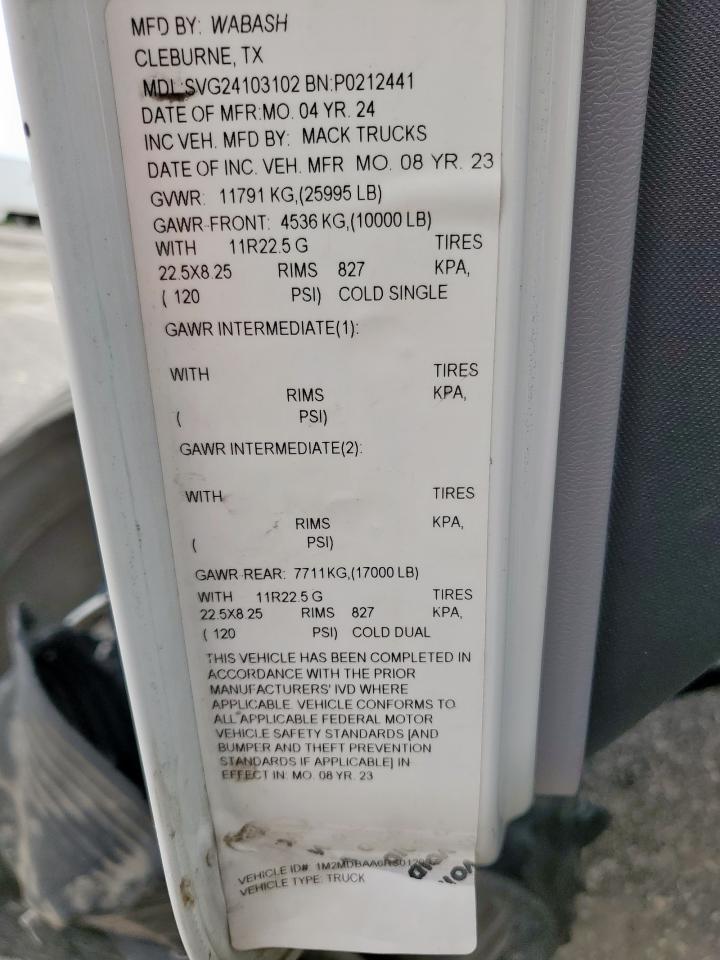 MFD BY: WABASH
CLEBURNE, TX
MDL:SVG24103102 BN:P0212441
DATE OF MFR:MO. 04 YR. 24
INC VEH. MFD BY: MACK TRUCKS
DATE OF INC. VEH. MFR MO. 08 YR. 23
GVWR: 11791 KG,(25995 LB)
GAWR-FRONT: 4536 KG,(10000 LB)
WITH 11R22.5 G TIRES
22.5X8.25 RIMS 827 KPA,
( 120 PSI) COLD SINGLE
GAWR INTERMEDIATE(1):
WITH TIRES
RIMS KPA,
( PSI)
GAWR INTERMEDIATE(2):
WITH TIRES
RIMS KPA,
( PSI)
GAWR-REAR: 7711KG,(17000 LB)
WITH 11R22.5 G TIRES
22.5X8.25 RIMS 827 KPA,
( 120 PSI) COLD DUAL
THIS VEHICLE HAS BEEN COMPLETED IN
ACCORDANCE WITH THE PRIOR
MANUFACTURERS' IVD WHERE
APPLICABLE. VEHICLE CONFORMS TO
ALL APPLICABLE FEDERAL MOTOR
VEHICLE SAFETY STANDARDS [AND
BUMPER AND THEFT PREVENTION
STANDARDS IF APPLICABLE] IN
EFFECT IN: MO. 08 YR. 23
VEHICLE ID#
VEHICLE TYPE: TRUCK